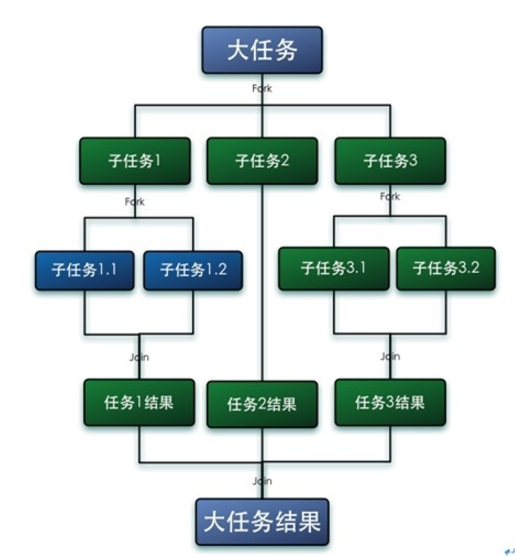 大任务
Fork
子任务1
子任务2
子任务3
Fork
Fork
子任务1.1
子任务1.2
子任务3.1
子任务3.2
Join
Join
任务1结果
任务2结果
任务3结果
Join
大任务结果